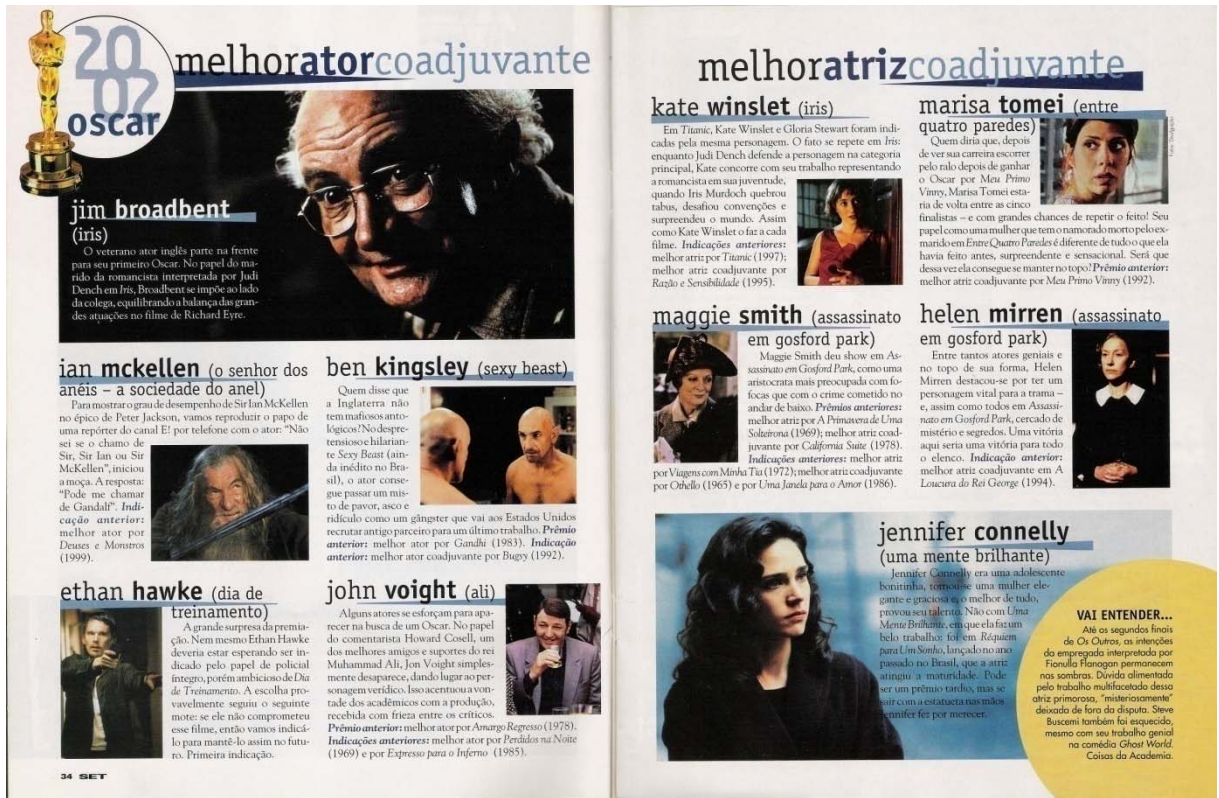 2002
oscar
melhoratorcoadjuvante
jim broadbent
(iris)
O veterano ator inglês parte na frente
para seu primeiro Oscar. No papel do ma-
rido da romancista interpretada por Judi
Dench em Iris, Broadbent se impõe ao lado
da colega, equilibrando a balança das gran-
des atuações no filme de Richard Eyre.
ian mckellen (o senhor dos
anéis – a sociedade do anel)
Para mostrar o grau de desempenho de Sir Ian McKellen
no épico de Peter Jackson, vamos reproduzir o papo de
uma repórter do canal E! por telefone com o ator: “Não
sei se o chamo de
Sir, Sir Ian ou Sir
McKellen”, iniciou
a moça. A resposta:
“Pode me chamar
de Gandalf”. Indi-
cação anterior:
melhor ator por
Deuses e Monstros
(1999).
ben kingsley (sexy beast)
Quem disse que
a Inglaterra não
tem mafiosos anto-
lógicos? No despre-
tensioso e hilarian-
te Sexy Beast (ain-
da inédito no Bra-
sil), o ator conse-
gue passar um mis-
to de pavor, asco e
ridículo como um gângster que vai aos Estados Unidos
recrutar antigo parceiro para um último trabalho. Prêmio
anterior: melhor ator por Gandhi (1983). Indicação
anterior: melhor ator coadjuvante por Bugsy (1992).
ethan hawke (dia de
treinamento)
A grande surpresa da premia-
ção. Nem mesmo Ethan Hawke
deveria estar esperando ser in-
dicado pelo papel de policial
íntegro, porém ambicioso de Dia
de Treinamento. A escolha pro-
vavelmente seguiu o seguinte
mote: se ele não comprometeu
esse filme, então vamos indicá-
lo para mantê-lo assim no futu-
ro. Primeira indicação.
john voight (ali)
Alguns atores se esforçam para apa-
recer na busca de um Oscar. No papel
do comentarista Howard Cosell, um
dos melhores amigos e suportes do rei
Muhammad Ali, Jon Voight simples-
mente desaparece, dando lugar ao per-
sonagem verídico. Isso acentuou a von-
tade dos acadêmicos com a produção,
recebida com frieza entre os críticos.
Prêmio anterior: melhor ator por Amargo Regresso (1978).
Indicações anteriores: melhor ator por Perdidos na Noite
(1969) e por Expresso para o Inferno (1985).
34 SET
melhoratrizcoadjuvante
kate winslet (iris)
Em Titanic, Kate Winslet e Gloria Stewart foram indi-
cadas pela mesma personagem. O fato se repete em Iris:
enquanto Judi Dench defende a personagem na categoria
principal, Kate concorre com seu trabalho representando
a romancista em sua juventude,
quando Iris Murdoch quebrou
tabus, desafiou convenções e
surpreendeu o mundo. Assim
como Kate Winslet o faz a cada
filme. Indicações anteriores:
melhor atriz por Titanic (1997);
melhor atriz coadjuvante por
Razão e Sensibilidade (1995).
marisa tomei (entre
quatro paredes)
Quem diria que, depois
de ver sua carreira escorrer
pelo ralo depois de ganhar
o Oscar por Meu Primo
Vinny, Marisa Tomei esta-
ria de volta entre as cinco
finalistas – e com grandes chances de repetir o feito! Seu
papel como uma mulher que tem o namorado morto pelo ex-
marido em Entre Quatro Paredes é diferente de tudo o que ela
havia feito antes, surpreendente e sensacional. Será que
dessa vez ela consegue se manter no topo? Prêmio anterior:
melhor atriz coadjuvante por Meu Primo Vinny (1992).
maggie smith (assassinato
em gosford park)
Maggie Smith deu show em As-
sassinato em Gosford Park, como uma
aristocrata mais preocupada com fo-
focas que com o crime cometido no
andar de baixo. Prêmios anteriores:
melhor atriz por A Primavera de Uma
Solteirona (1969); melhor atriz coad-
juvante por California Suite (1978).
Indicações anteriores: melhor atriz
por Viagens com Minha Tia (1972); melhor atriz coadjuvante
por Othello (1965) e por Uma Janela para o Amor (1986).
helen mirren (assassinato
em gosford park)
Entre tantos atores geniais e
no topo de sua forma, Helen
Mirren destacou-se por ter um
personagem vital para a trama –
e, assim como todos em Assassi-
nato em Gosford Park, cercado de
mistério e segredos. Uma vitória
aqui seria uma vitória para todo
o elenco. Indicação anterior:
melhor atriz coadjuvante em A
Loucura do Rei George (1994).
jennifer connelly
(uma mente brilhante)
Jennifer Connelly era uma adolescente
bonitinha, tornou-se uma mulher ele-
gante e graciosa e, o melhor de tudo,
provou seu talento. Não com Uma
Mente Brilhante, em que ela faz um
belo trabalho: foi em Réquiem
para Um Sonho, lançado no ano
passado no Brasil, que a atriz
atingiu a maturidade. Pode
ser um prêmio tardio, mas se
sair com a estatueta nas mãos
Jennifer fez por merecer.
VAI ENTENDER...
Até os segundos finais
de Os Outros, as intenções
da empregada interpretada por
Fionulla Flanagan permanecem
nas sombras. Dúvida alimentada
pelo trabalho multifacetado dessa
atriz primorosa, “misteriosamente”
deixada de fora da disputa. Steve
Buscemi também foi esquecido,
mesmo com seu trabalho genial
na comédia Ghost World.
Coisas da Academia.